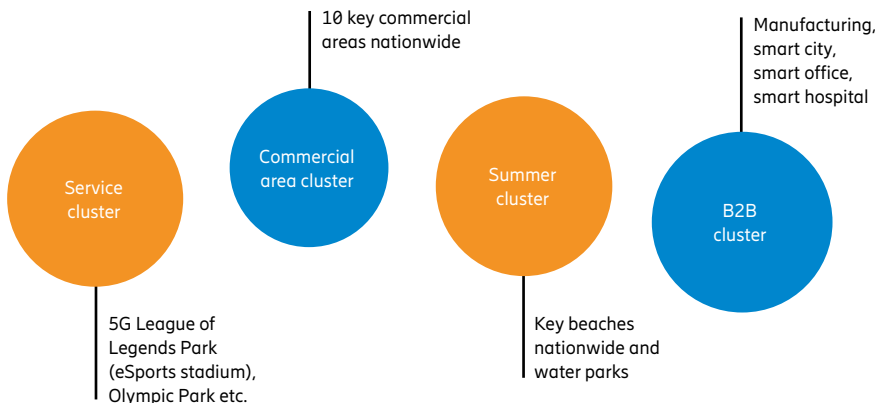 10 key commercial
areas nationwide
Manufacturing,
smart city,
smart office,
smart hospital
Service
cluster
Commercial
area cluster
Summer
cluster
B2B
cluster
5G League of
Legends Park
(eSports stadium),
Olympic Park etc.
Key beaches
nationwide and
water parks